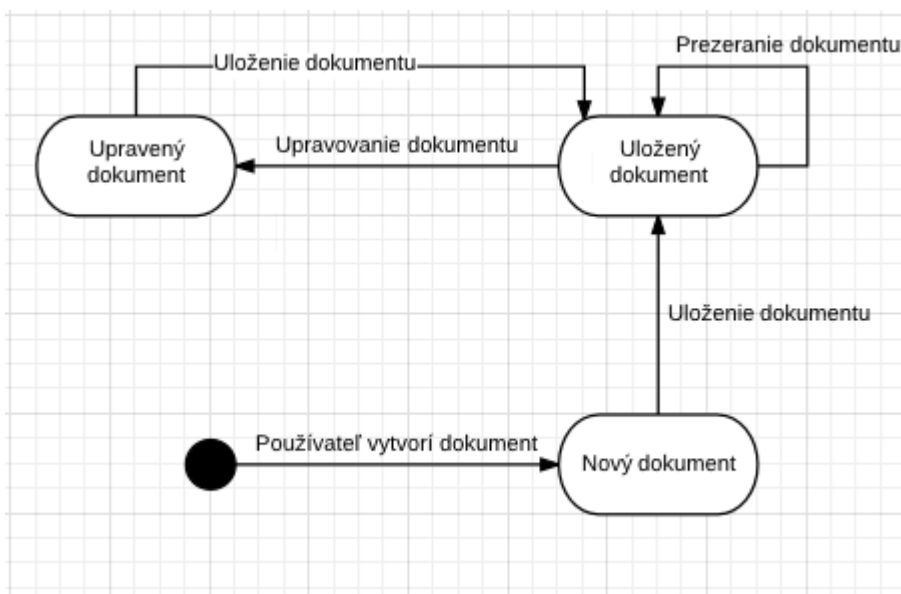 Prezeranie dokumentu
Uloženie dokumentu
Upravený
dokument
Upravovanie dokumentu
Uložený
dokument
Uloženie dokumentu
Používateľ vytvorí dokument
Nový dokument